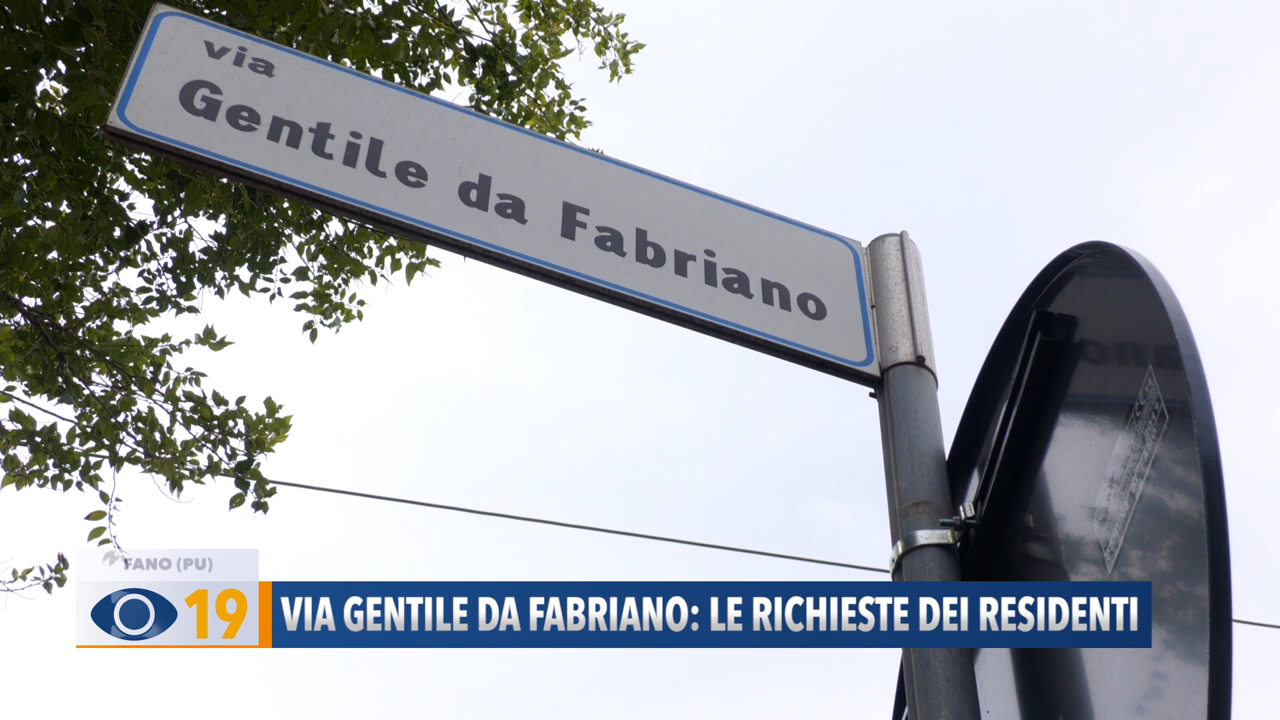 via
Gentile da Fabriano
FANO (PU)
19
VIA GENTILE DA FABRIANO: LE RICHIESTE DEI RESIDENTI